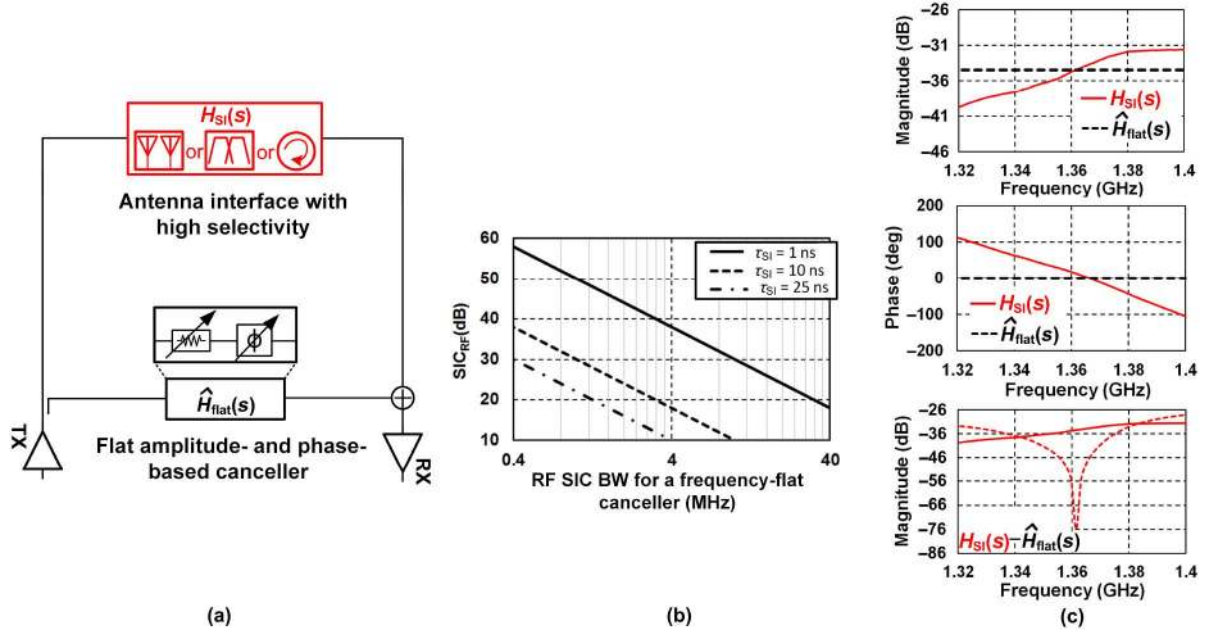 H_SI(s)
or or
Antenna interface with
high selectivity
ϕ
Ĥ_flat(s)
TX
RX
Flat amplitude- and phase-
based canceller
(a)
SIC_RF(dB)
60
50
40
30
20
10
τ_SI = 1 ns
τ_SI = 10 ns
τ_SI = 25 ns
0.4 4 40
RF SIC BW for a frequency-flat
canceller (MHz)
(b)
Magnitude (dB)
−26
−31
−36
−41
−46
H_SI(s)
Ĥ_flat(s)
1.32 1.34 1.36 1.38 1.4
Frequency (GHz)
Phase (deg)
200
100
0
−100
−200
H_SI(s)
Ĥ_flat(s)
1.32 1.34 1.36 1.38 1.4
Frequency (GHz)
Magnitude (dB)
−26
−36
−46
−56
−66
−76
−86
H_SI(s)−Ĥ_flat(s)
1.32 1.34 1.36 1.38 1.4
Frequency (GHz)
(c)